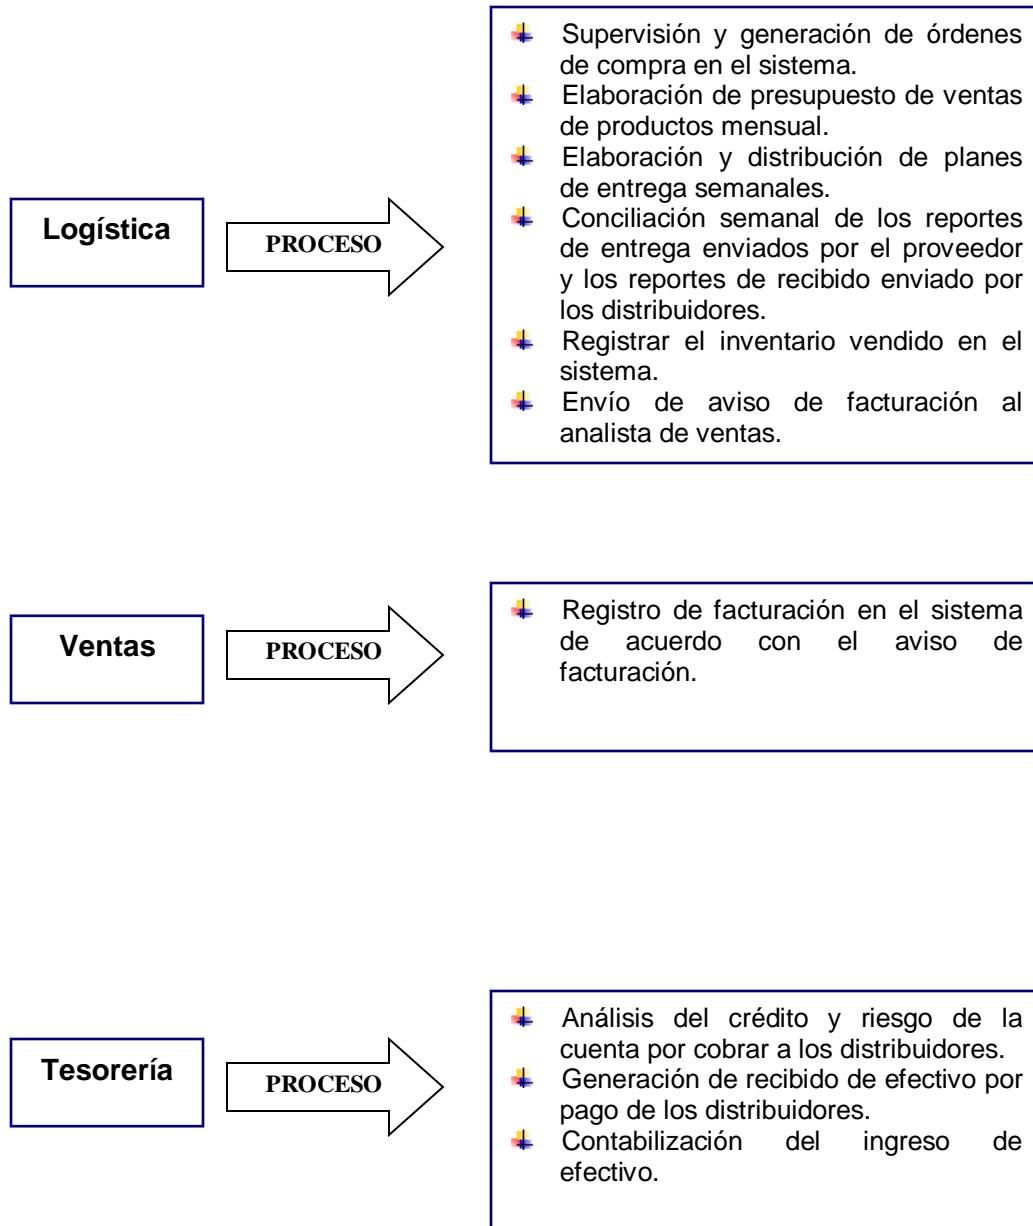 Logística
PROCESO
Supervisión y generación de órdenes
de compra en el sistema.
Elaboración de presupuesto de ventas
de productos mensual.
Elaboración y distribución de planes
de entrega semanales.
Conciliación semanal de los reportes
de entrega enviados por el proveedor
y los reportes de recibido enviado por
los distribuidores.
Registrar el inventario vendido en el
sistema.
Envío de aviso de facturación al
analista de ventas.
Ventas
PROCESO
Registro de facturación en el sistema
de acuerdo con el aviso de
facturación.
Tesorería
PROCESO
Análisis del crédito y riesgo de la
cuenta por cobrar a los distribuidores.
Generación de recibido de efectivo por
pago de los distribuidores.
Contabilización del ingreso de
efectivo.